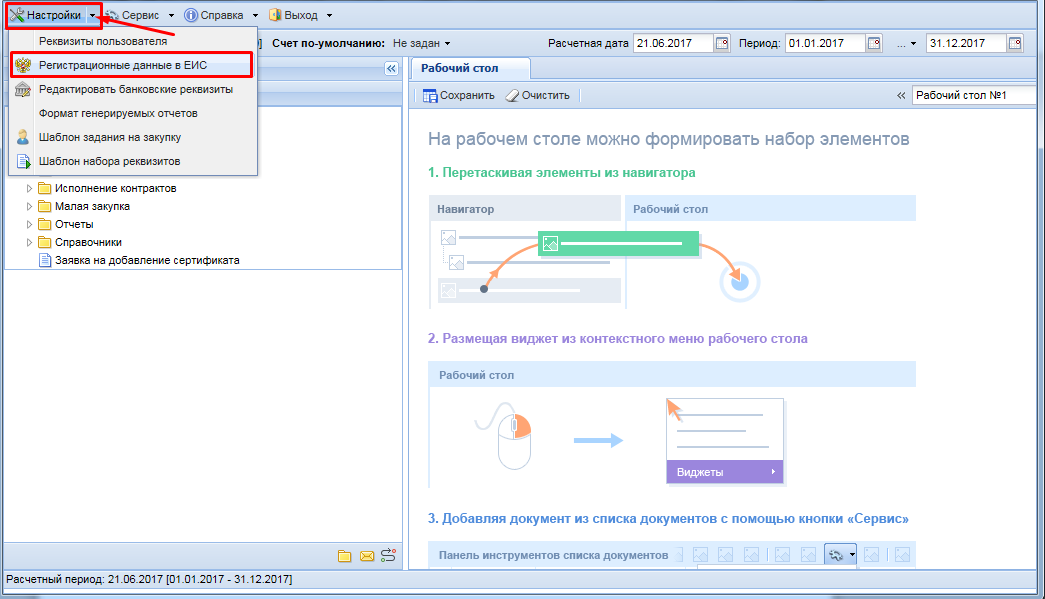 Настройки Сервис Справка Выход
Реквизиты пользователя
Регистрационные данные в ЕИС
Редактировать банковские реквизиты
Формат генерируемых отчетов
Шаблон задания на закупку
Шаблон набора реквизитов
] Счет по-умолчанию: Не задан Расчетная дата 21.06.2017 Период: 01.01.2017 ... 31.12.2017
Исполнение контрактов
Малая закупка
Отчеты
Справочники
Заявка на добавление сертификата
Рабочий стол
Сохранить Очистить « Рабочий стол №1
На рабочем столе можно формировать набор элементов
1. Перетаскивая элементы из навигатора
Навигатор Рабочий стол
2. Размещая виджет из контекстного меню рабочего стола
Рабочий стол
Виджеты
3. Добавляя документ из списка документов с помощью кнопки «Сервис»
Панель инструментов списка документов
Расчетный период: 21.06.2017 [01.01.2017 - 31.12.2017]